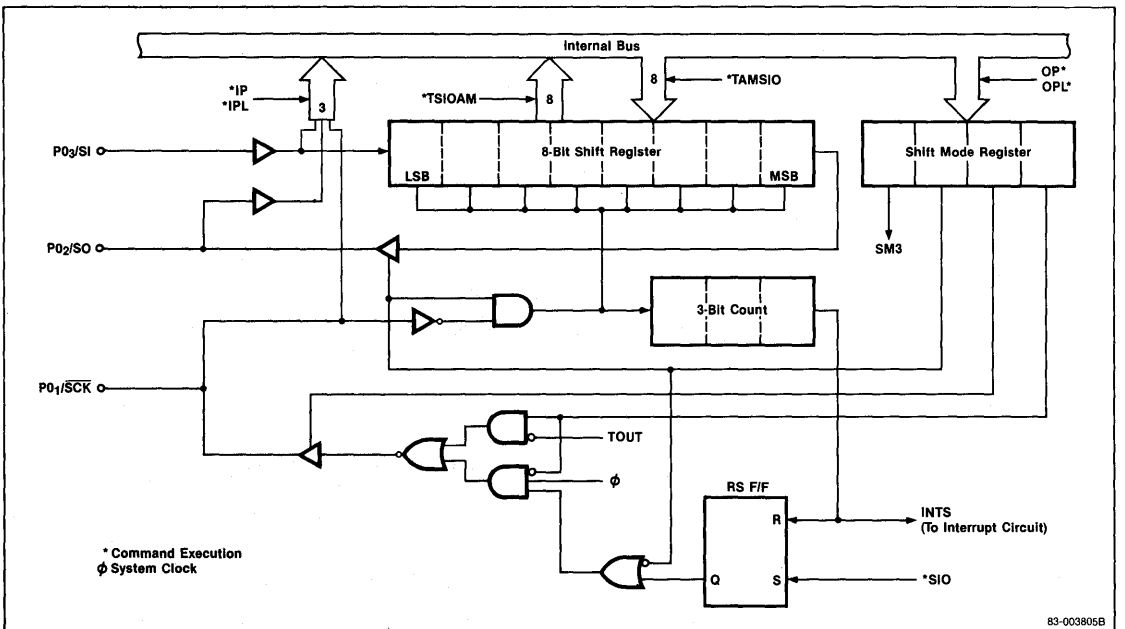 Internal Bus
*IP
*IPL
3
*TSIOAM
8
8
*TAMSIO
OP*
OPL*
P0₃/SI
8-Bit Shift Register
LSB
MSB
Shift Mode Register
P0₂/SO
SM3
3-Bit Count
P0₁/S̅C̅K̅
TOUT
ϕ
RS F/F
R
INTS
(To Interrupt Circuit)
Q
S
*SIO
* Command Execution
ϕ System Clock
83-003805B